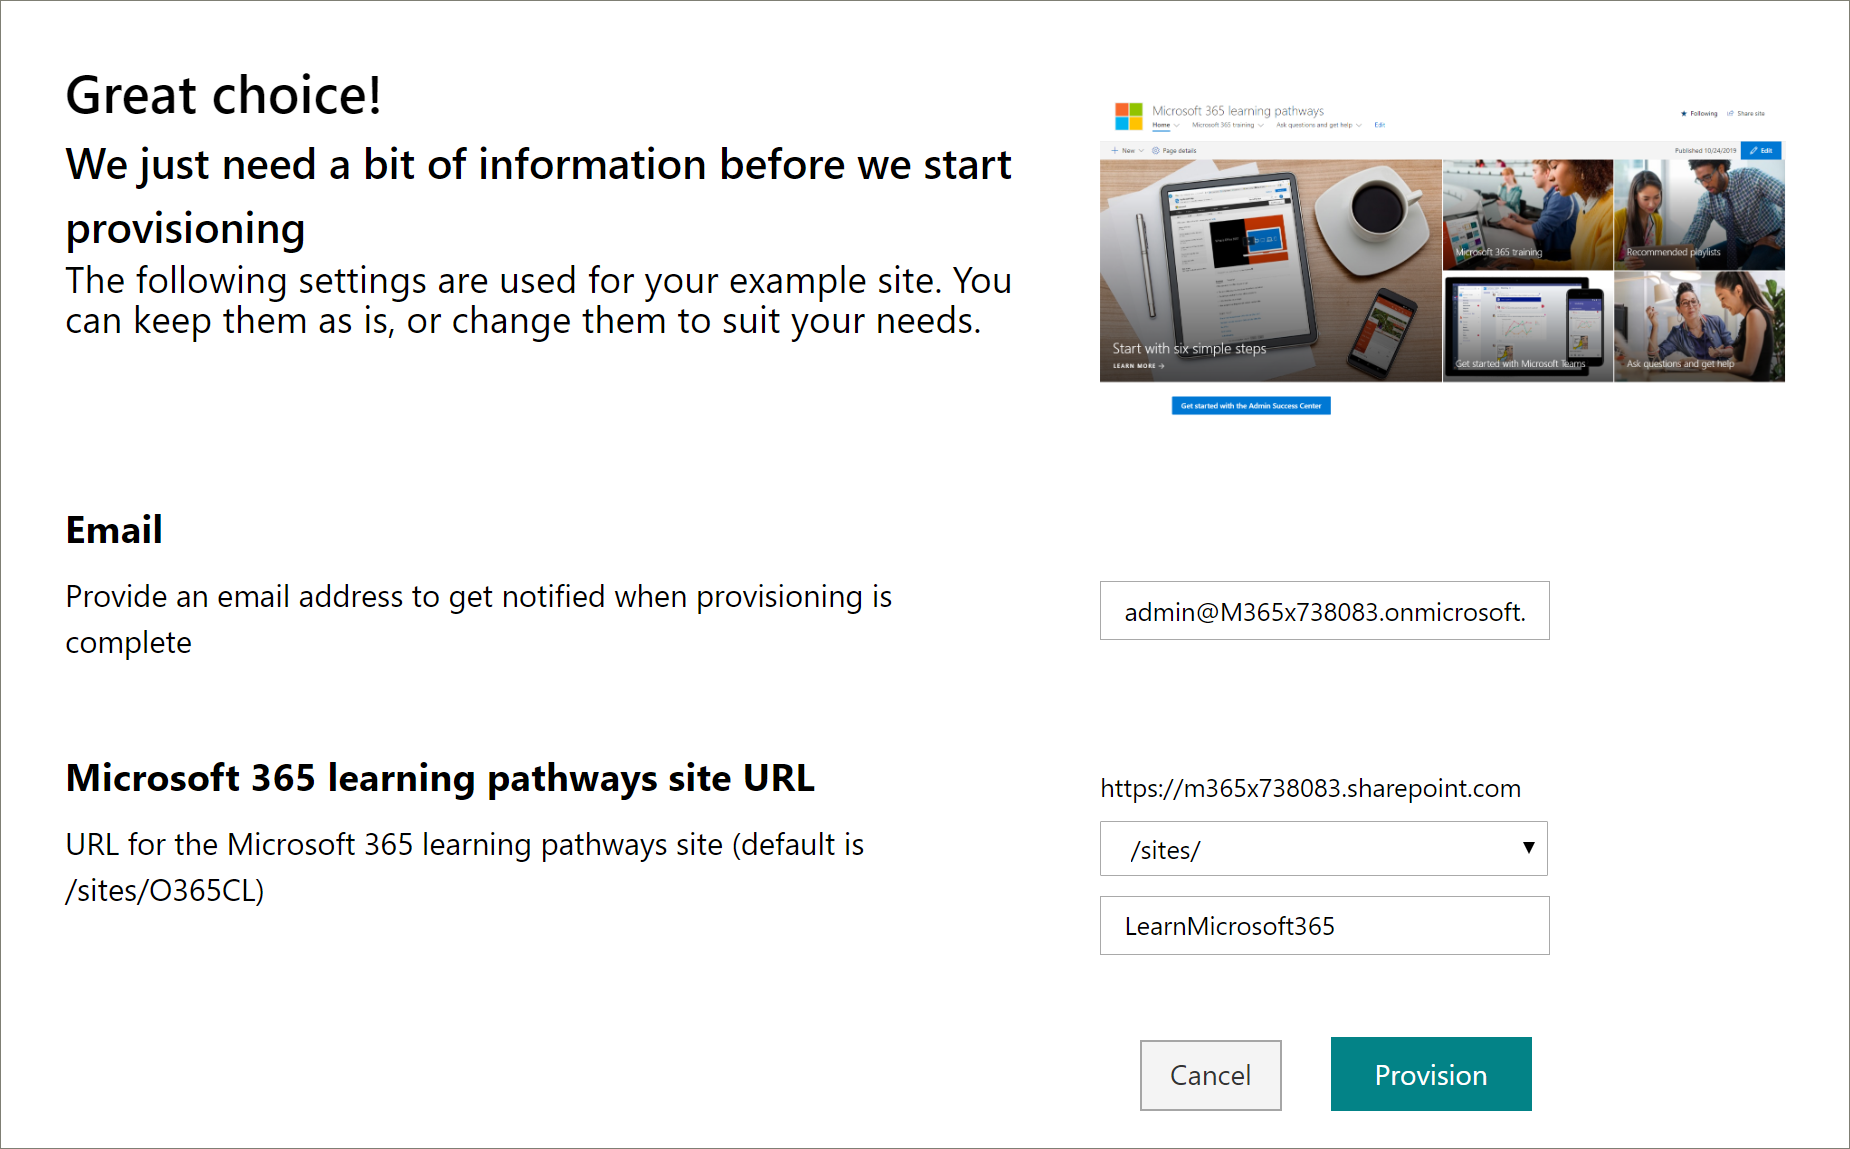 Great choice!
We just need a bit of information before we start
provisioning
The following settings are used for your example site. You
can keep them as is, or change them to suit your needs.
Microsoft 365 learning pathways
Home
Microsoft 365 training
Ask questions and get help
Edit
Following
Share site
New
Page details
Published 10/24/2019
Edit
Start with six simple steps
LEARN MORE →
Microsoft 365 training
Recommended playlists
Get started with Microsoft Teams
Ask questions and get help
Get started with the Admin Success Center
Email
Provide an email address to get notified when provisioning is
complete
admin@M365x738083.onmicrosoft.
Microsoft 365 learning pathways site URL
URL for the Microsoft 365 learning pathways site (default is
/sites/O365CL)
https://m365x738083.sharepoint.com
/sites/
LearnMicrosoft365
Cancel
Provision